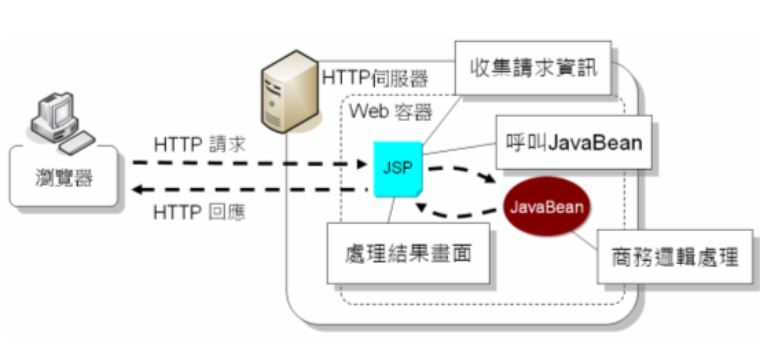 收集請求資訊
HTTP伺服器
Web 容器
HTTP 請求
呼叫JavaBean
JSP
瀏覽器
JavaBean
HTTP 回應
處理結果畫面
商務邏輯處理